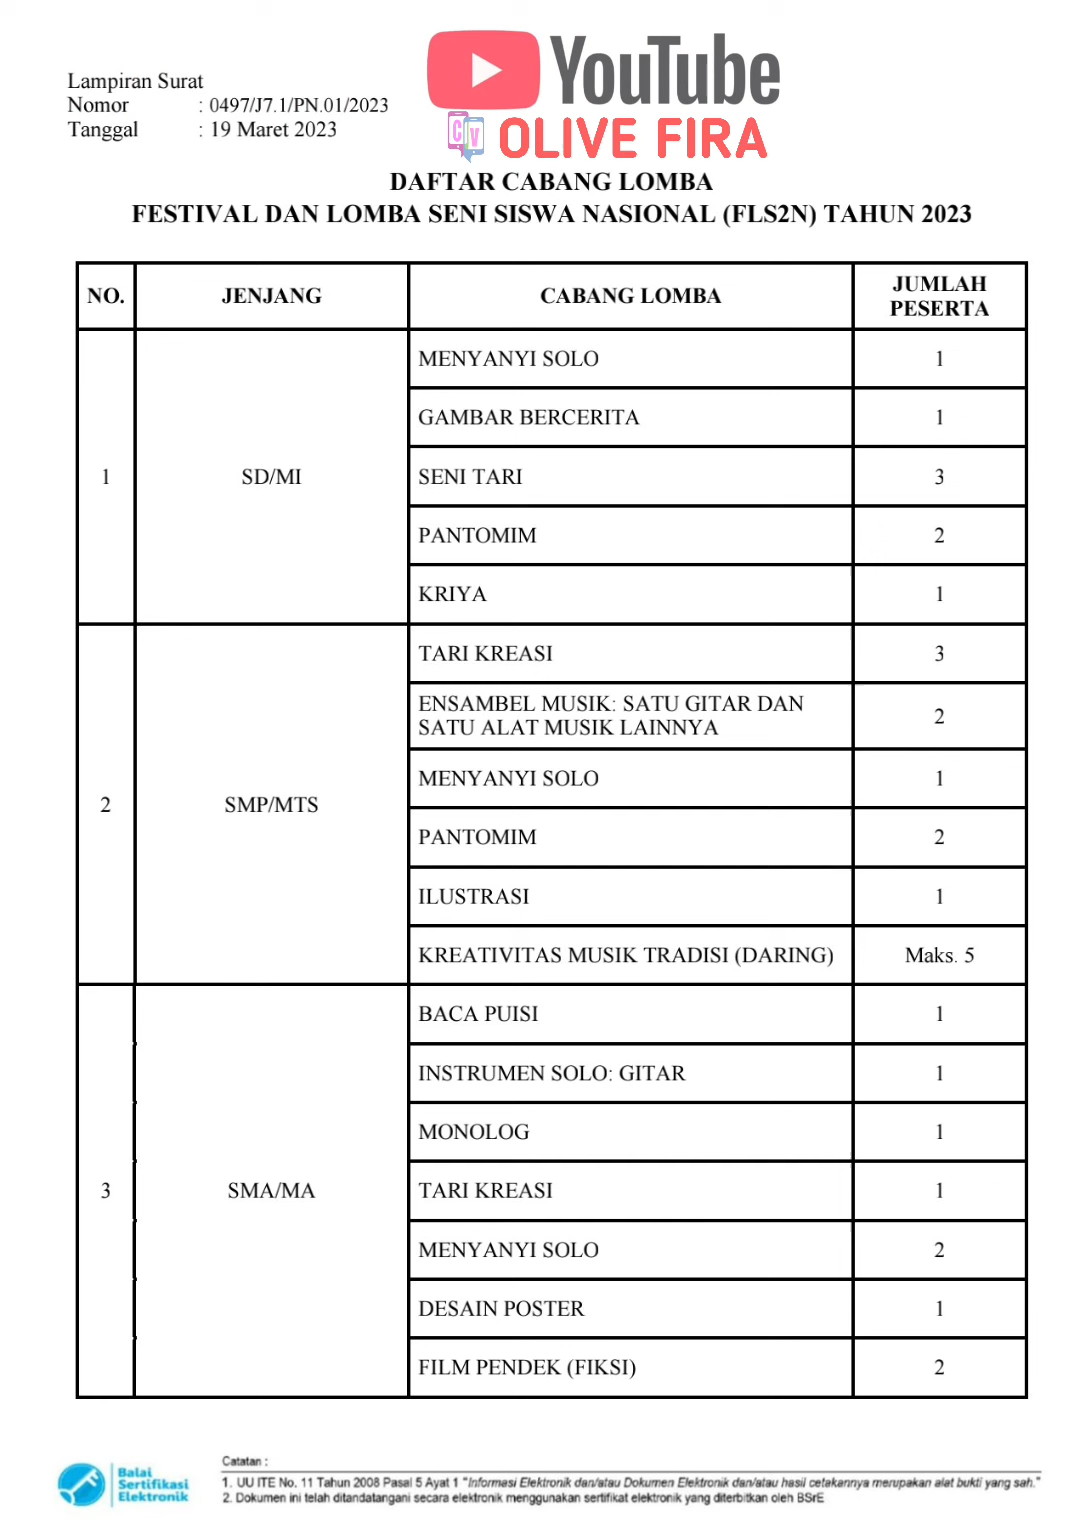 YouTube
CV
OLIVE FIRA
Lampiran Surat
Nomor : 0497/J7.1/PN.01/2023
Tanggal : 19 Maret 2023
DAFTAR CABANG LOMBA
FESTIVAL DAN LOMBA SENI SISWA NASIONAL (FLS2N) TAHUN 2023
NO. JENJANG CABANG LOMBA JUMLAH PESERTA
1 SD/MI
MENYANYI SOLO 1
GAMBAR BERCERITA 1
SENI TARI 3
PANTOMIM 2
KRIYA 1
2 SMP/MTS
TARI KREASI 3
ENSAMBEL MUSIK: SATU GITAR DAN
SATU ALAT MUSIK LAINNYA 2
MENYANYI SOLO 1
PANTOMIM 2
ILUSTRASI 1
KREATIVITAS MUSIK TRADISI (DARING) Maks. 5
3 SMA/MA
BACA PUISI 1
INSTRUMEN SOLO: GITAR 1
MONOLOG 1
TARI KREASI 1
MENYANYI SOLO 2
DESAIN POSTER 1
FILM PENDEK (FIKSI) 2
Balai
Sertifikasi
Elektronik
Catatan :
1. UU ITE No. 11 Tahun 2008 Pasal 5 Ayat 1 "Informasi Elektronik dan/atau Dokumen Elektronik dan/atau hasil cetakannya merupakan alat bukti yang sah."
2. Dokumen ini telah ditandatangani secara elektronik menggunakan sertifikat elektronik yang diterbitkan oleh BSrE